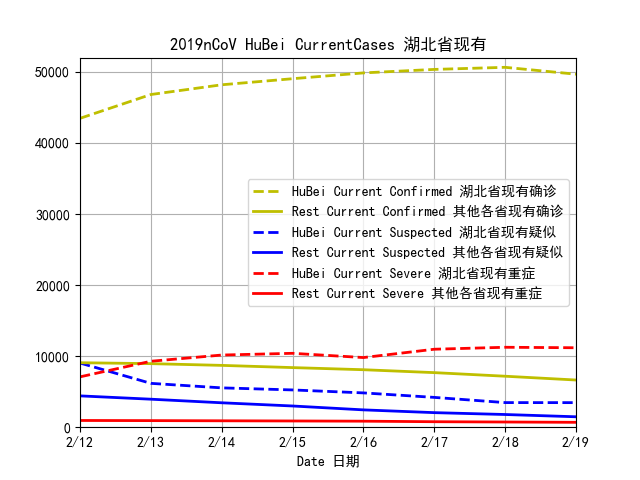 2019nCoV HuBei CurrentCases 湖北省现有
50000
40000
30000
20000
10000
0
HuBei Current Confirmed 湖北省现有确诊
Rest Current Confirmed 其他各省现有确诊
HuBei Current Suspected 湖北省现有疑似
Rest Current Suspected 其他各省现有疑似
HuBei Current Severe 湖北省现有重症
Rest Current Severe 其他各省现有重症
2/12 2/13 2/14 2/15 2/16 2/17 2/18 2/19
Date 日期